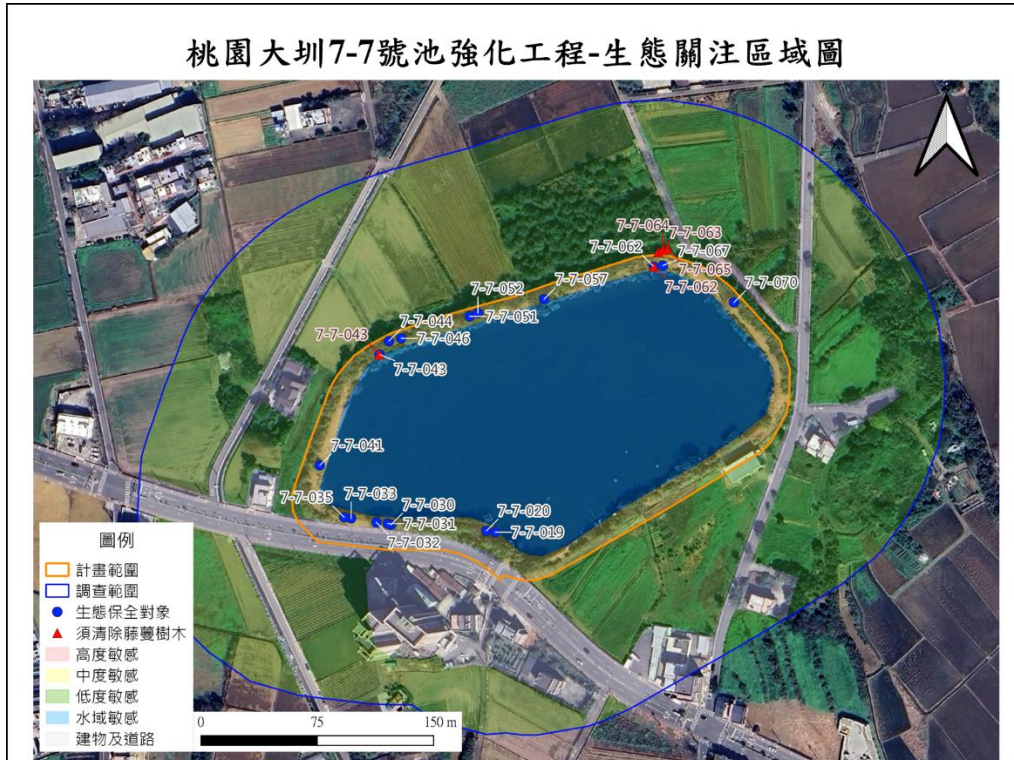 桃園大圳7-7號池強化工程-生態關注區域圖
7-7-064
7-7-063
7-7-062
7-7-067
7-7-065
7-7-062
7-7-070
7-7-057
7-7-052
7-7-051
7-7-043
7-7-044
7-7-046
7-7-043
7-7-041
7-7-035
7-7-033
7-7-030
7-7-031
7-7-032
7-7-020
7-7-019
圖例
計畫範圍
調查範圍
生態保全對象
須清除藤蔓樹木
高度敏感
中度敏感
低度敏感
水域敏感
建物及道路
0 75 150 m